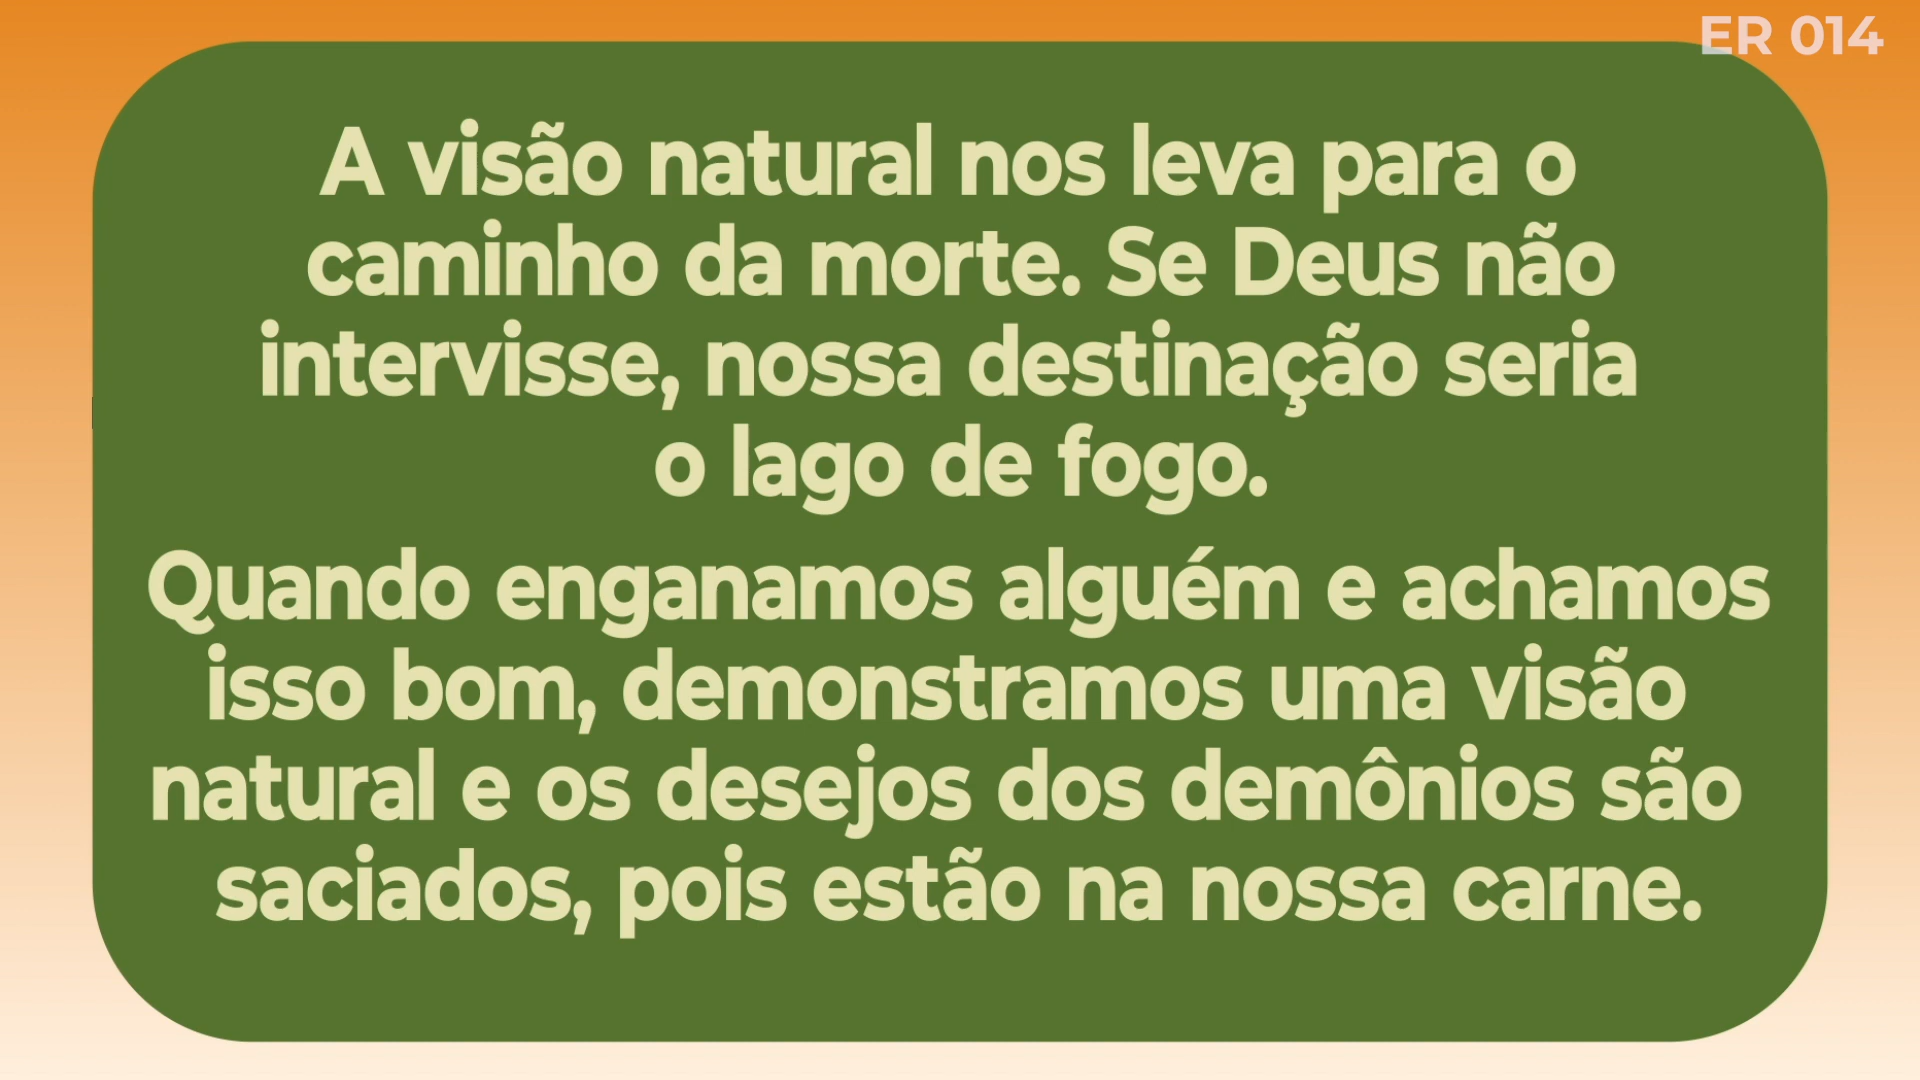 ER 014
A visão natural nos leva para o
caminho da morte. Se Deus não
intervisse, nossa destinação seria
o lago de fogo.
Quando enganamos alguém e achamos
isso bom, demonstramos uma visão
natural e os desejos dos demônios são
saciados, pois estão na nossa carne.